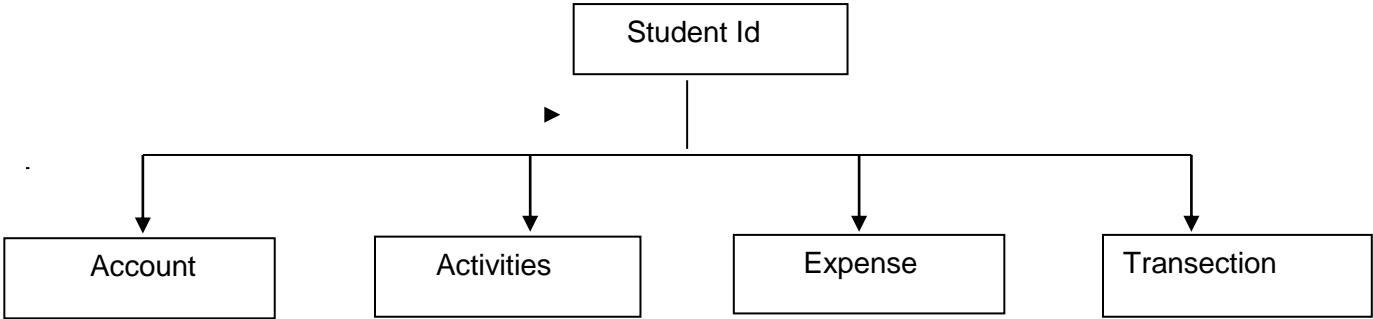 Student Id
Account
Activities
Expense
Transection